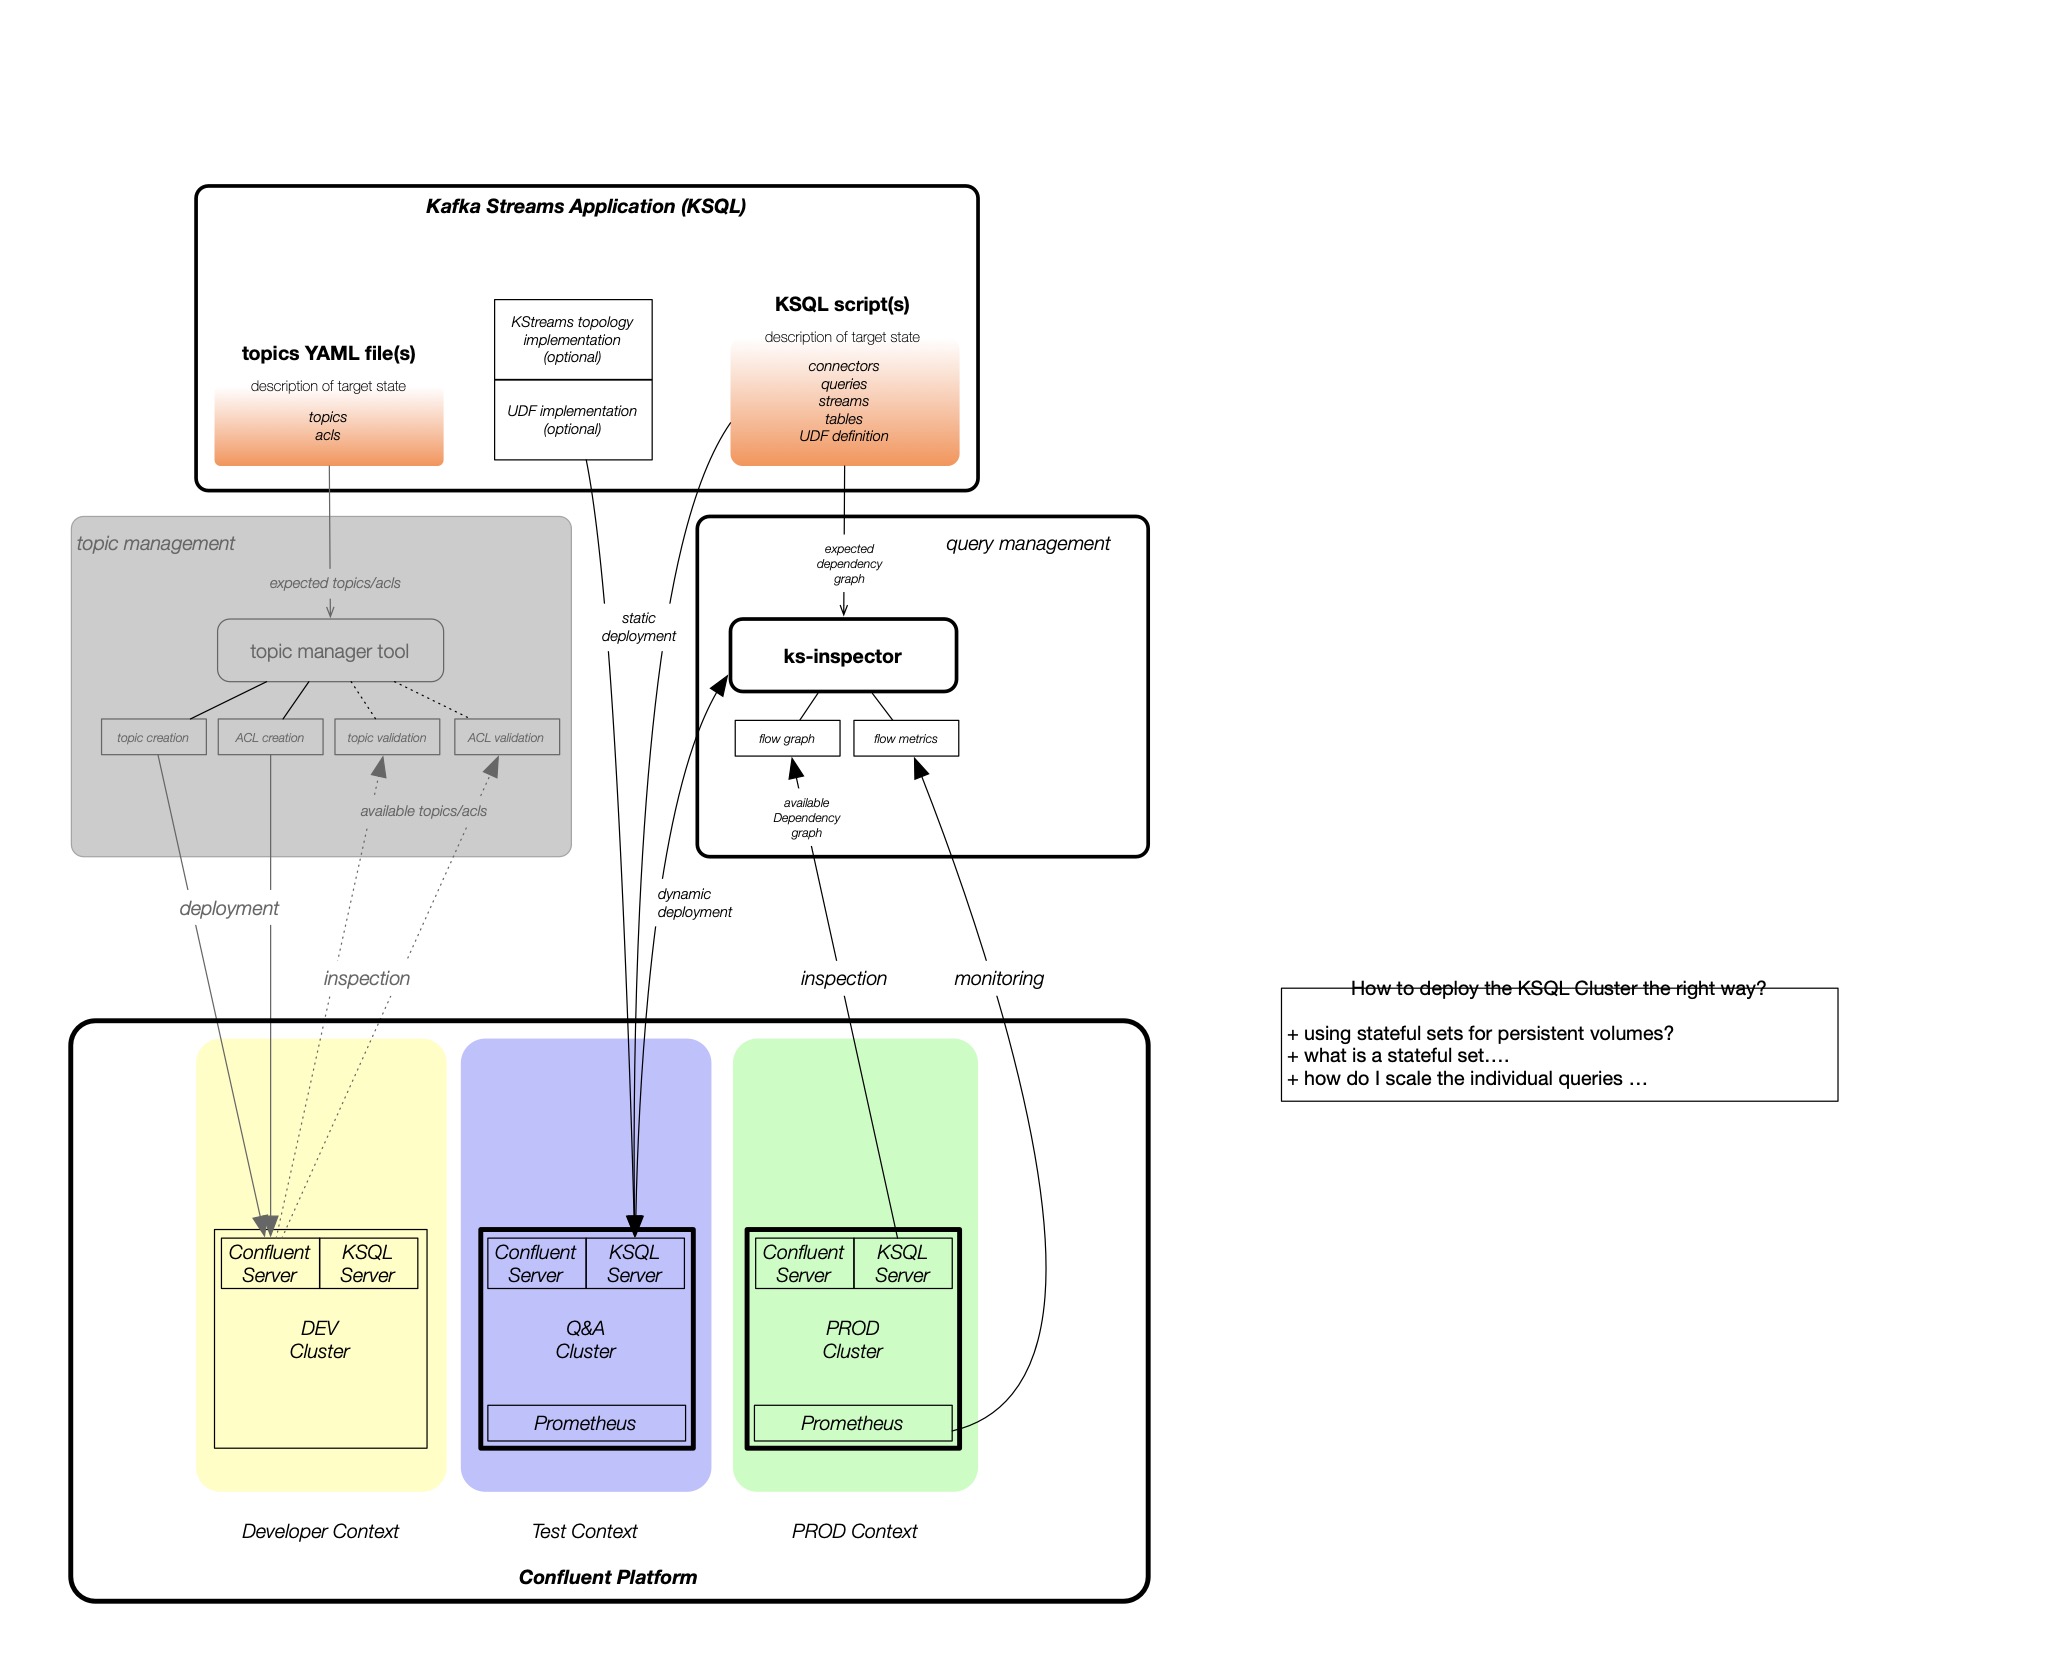 Kafka Streams Application (KSQL)
topics YAML file(s)
description of target state
topics
acls
KStreams topology
implementation
(optional)
UDF implementation
(optional)
KSQL script(s)
description of target state
connectors
queries
streams
tables
UDF definition
topic management
expected topics/acls
topic manager tool
topic creation
ACL creation
topic validation
ACL validation
available topics/acls
static
deployment
query management
expected
dependency
graph
ks-inspector
flow graph
flow metrics
available
Dependency
graph
deployment
inspection
dynamic
deployment
inspection
monitoring
How to deploy the KSQL Cluster the right way?
+ using stateful sets for persistent volumes?
+ what is a stateful set....
+ how do I scale the individual queries …
Confluent
Server
KSQL
Server
DEV
Cluster
Confluent
Server
KSQL
Server
Q&A
Cluster
Prometheus
Confluent
Server
KSQL
Server
PROD
Cluster
Prometheus
Developer Context
Test Context
PROD Context
Confluent Platform